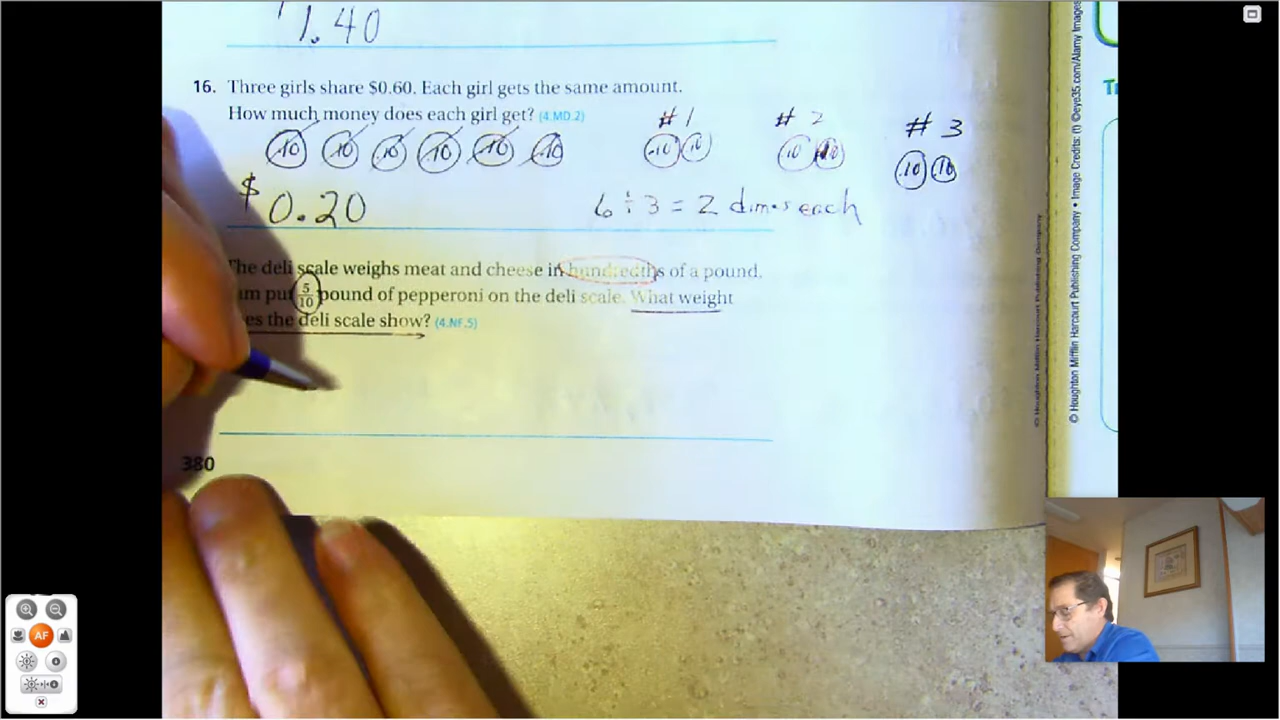 1.40
16. Three girls share $0.60. Each girl gets the same amount.
How much money does each girl get? (4.MD.2)
#1 #2 #3
.10 .10 .10 .10 .10 .10 .10 10 10 10 .10 .10
$0.20 6 ÷ 3 = 2 dimes each
The deli scale weighs meat and cheese in hundredths of a pound.
put 5/10 pound of pepperoni on the deli scale. What weight
the deli scale show? (4.NF.5)
380
© Houghton Mifflin Harcourt Publishing Company
© Houghton Mifflin Harcourt Publishing Company • Image Credits: (t) ©eye35.com/Alamy Images
AF